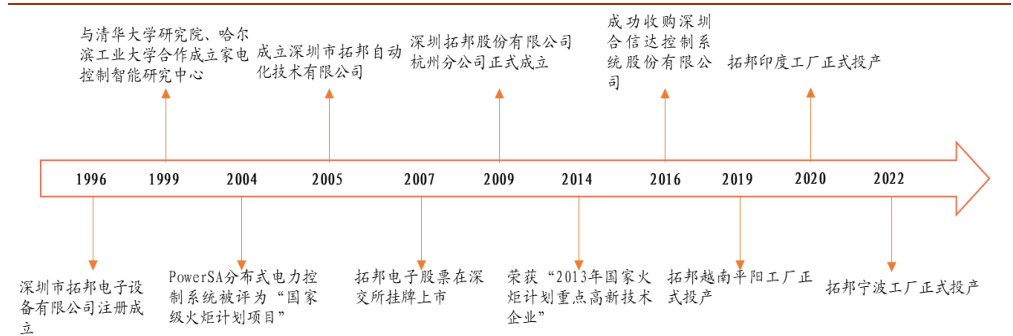 与清华大学研究院、哈尔
滨工业大学合作成立家电
控制智能研究中心
成立深圳市拓邦自动
化技术有限公司
深圳拓邦股份有限公司
杭州分公司正式成立
成功收购深圳
合信达控制系
统股份有限公
司
拓邦印度工厂正式投产
1996 1999 2004 2005 2007 2009 2014 2016 2019 2020 2022
深圳市拓邦电子设
备有限公司注册成
立
PowerSA分布式电力控
制系统被评为“国家
级火炬计划项目”
拓邦电子股票在深
交所挂牌上市
荣获“2013年国家火
炬计划重点高新技术
企业”
拓邦越南平阳工厂正
式投产
拓邦宁波工厂正式投产